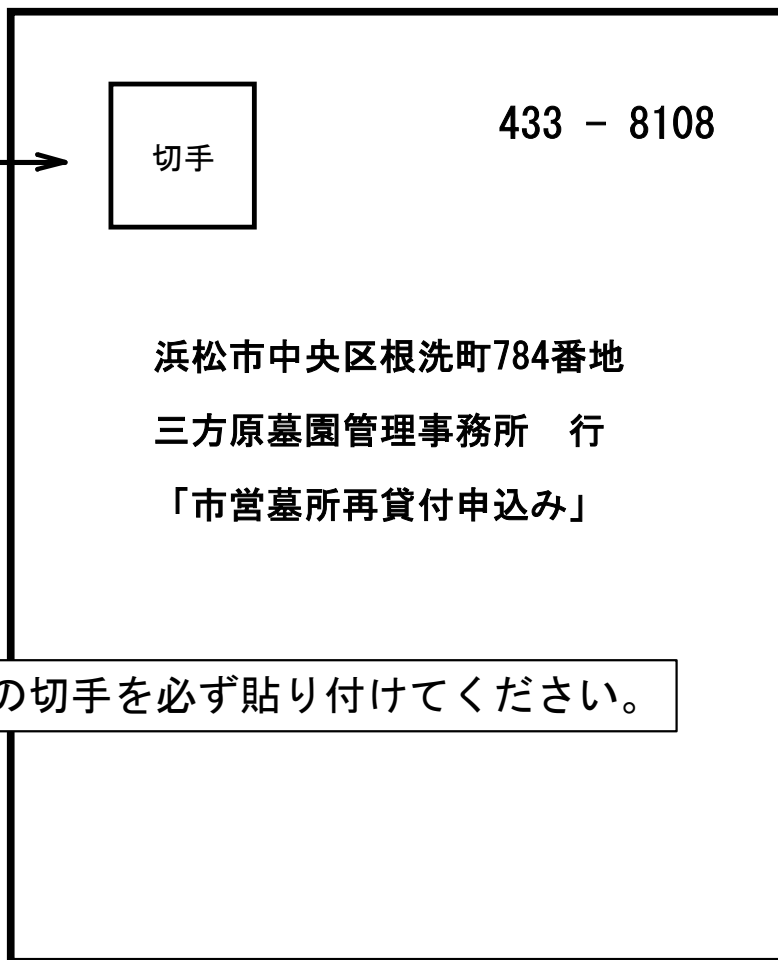 切手
433 - 8108
浜松市中央区根洗町784番地
三方原墓園管理事務所　行
「市営墓所再貸付申込み」
の切手を必ず貼り付けてください。